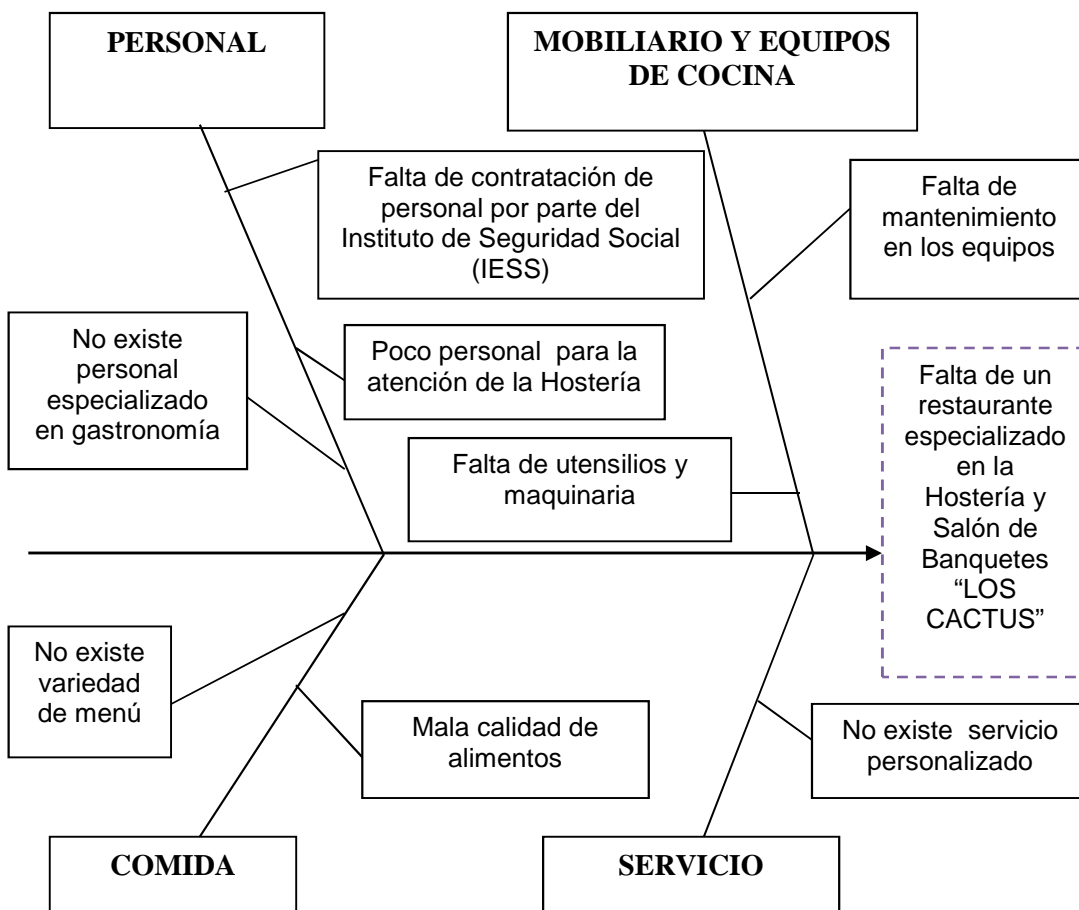 PERSONAL
MOBILIARIO Y EQUIPOS
DE COCINA
Falta de contratación de
personal por parte del
Instituto de Seguridad Social
(IESS)
Falta de
mantenimiento
en los equipos
No existe
personal
especializado
en gastronomía
Poco personal para la
atención de la Hostería
Falta de utensilios y
maquinaria
Falta de un
restaurante
especializado
en la
Hostería y
Salón de
Banquetes
“LOS
CACTUS”
No existe
variedad
de menú
Mala calidad de
alimentos
No existe servicio
personalizado
COMIDA
SERVICIO